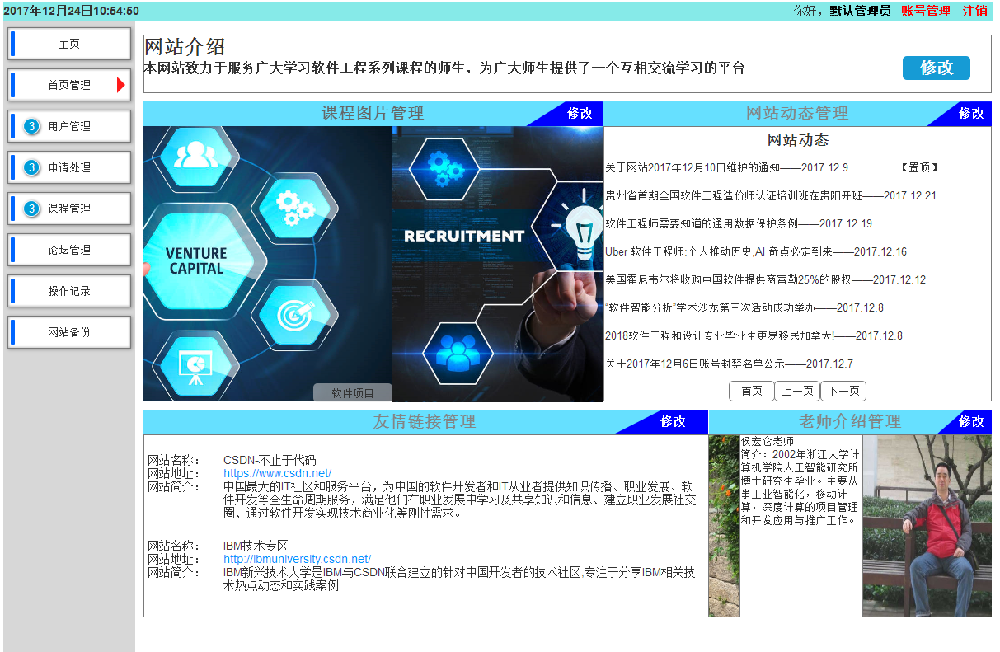 2017年12月24日10:54:50
你好，默认管理员 账号管理 注销
主页
首页管理
3 用户管理
3 申请处理
3 课程管理
论坛管理
操作记录
网站备份
网站介绍
本网站致力于服务广大学习软件工程系列课程的师生，为广大师生提供了一个互相交流学习的平台
修改
课程图片管理
修改
VENTURE
CAPITAL
RECRUITMENT
软件项目
网站动态管理
修改
网站动态
关于网站2017年12月10日维护的通知——2017.12.9 【置顶】
贵州省首期全国软件工程造价师认证培训班在贵阳开班——2017.12.21
软件工程师需要知道的通用数据保护条例——2017.12.19
Uber 软件工程师:个人推动历史,AI 奇点必定到来——2017.12.16
美国霍尼韦尔将收购中国软件提供商富勒25%的股权——2017.12.12
“软件智能分析”学术沙龙第三次活动成功举办——2017.12.8
2018软件工程和设计专业毕业生更易移民加拿大!——2017.12.8
关于2017年12月6日账号封禁名单公示——2017.12.7
首页 上一页 下一页
友情链接管理
修改
网站名称： CSDN-不止于代码
网站地址： https://www.csdn.net/
网站简介： 中国最大的IT社区和服务平台，为中国的软件开发者和IT从业者提供知识传播、职业发展、软
件开发等全生命周期服务，满足他们在职业发展中学习及共享知识和信息、建立职业发展社交
圈、通过软件开发实现技术商业化等刚性需求。
网站名称： IBM技术专区
网站地址： http://ibmuniversity.csdn.net/
网站简介： IBM新兴技术大学是IBM与CSDN联合建立的针对中国开发者的技术社区;专注于分享IBM相关技
术热点动态和实践案例
老师介绍管理
修改
侯宏仑老师
简介：2002年浙江大学计
算机学院人工智能研究所
博士研究生毕业。主要从
事工业智能化，移动计
算，深度计算的项目管理
和开发应用与推广工作。